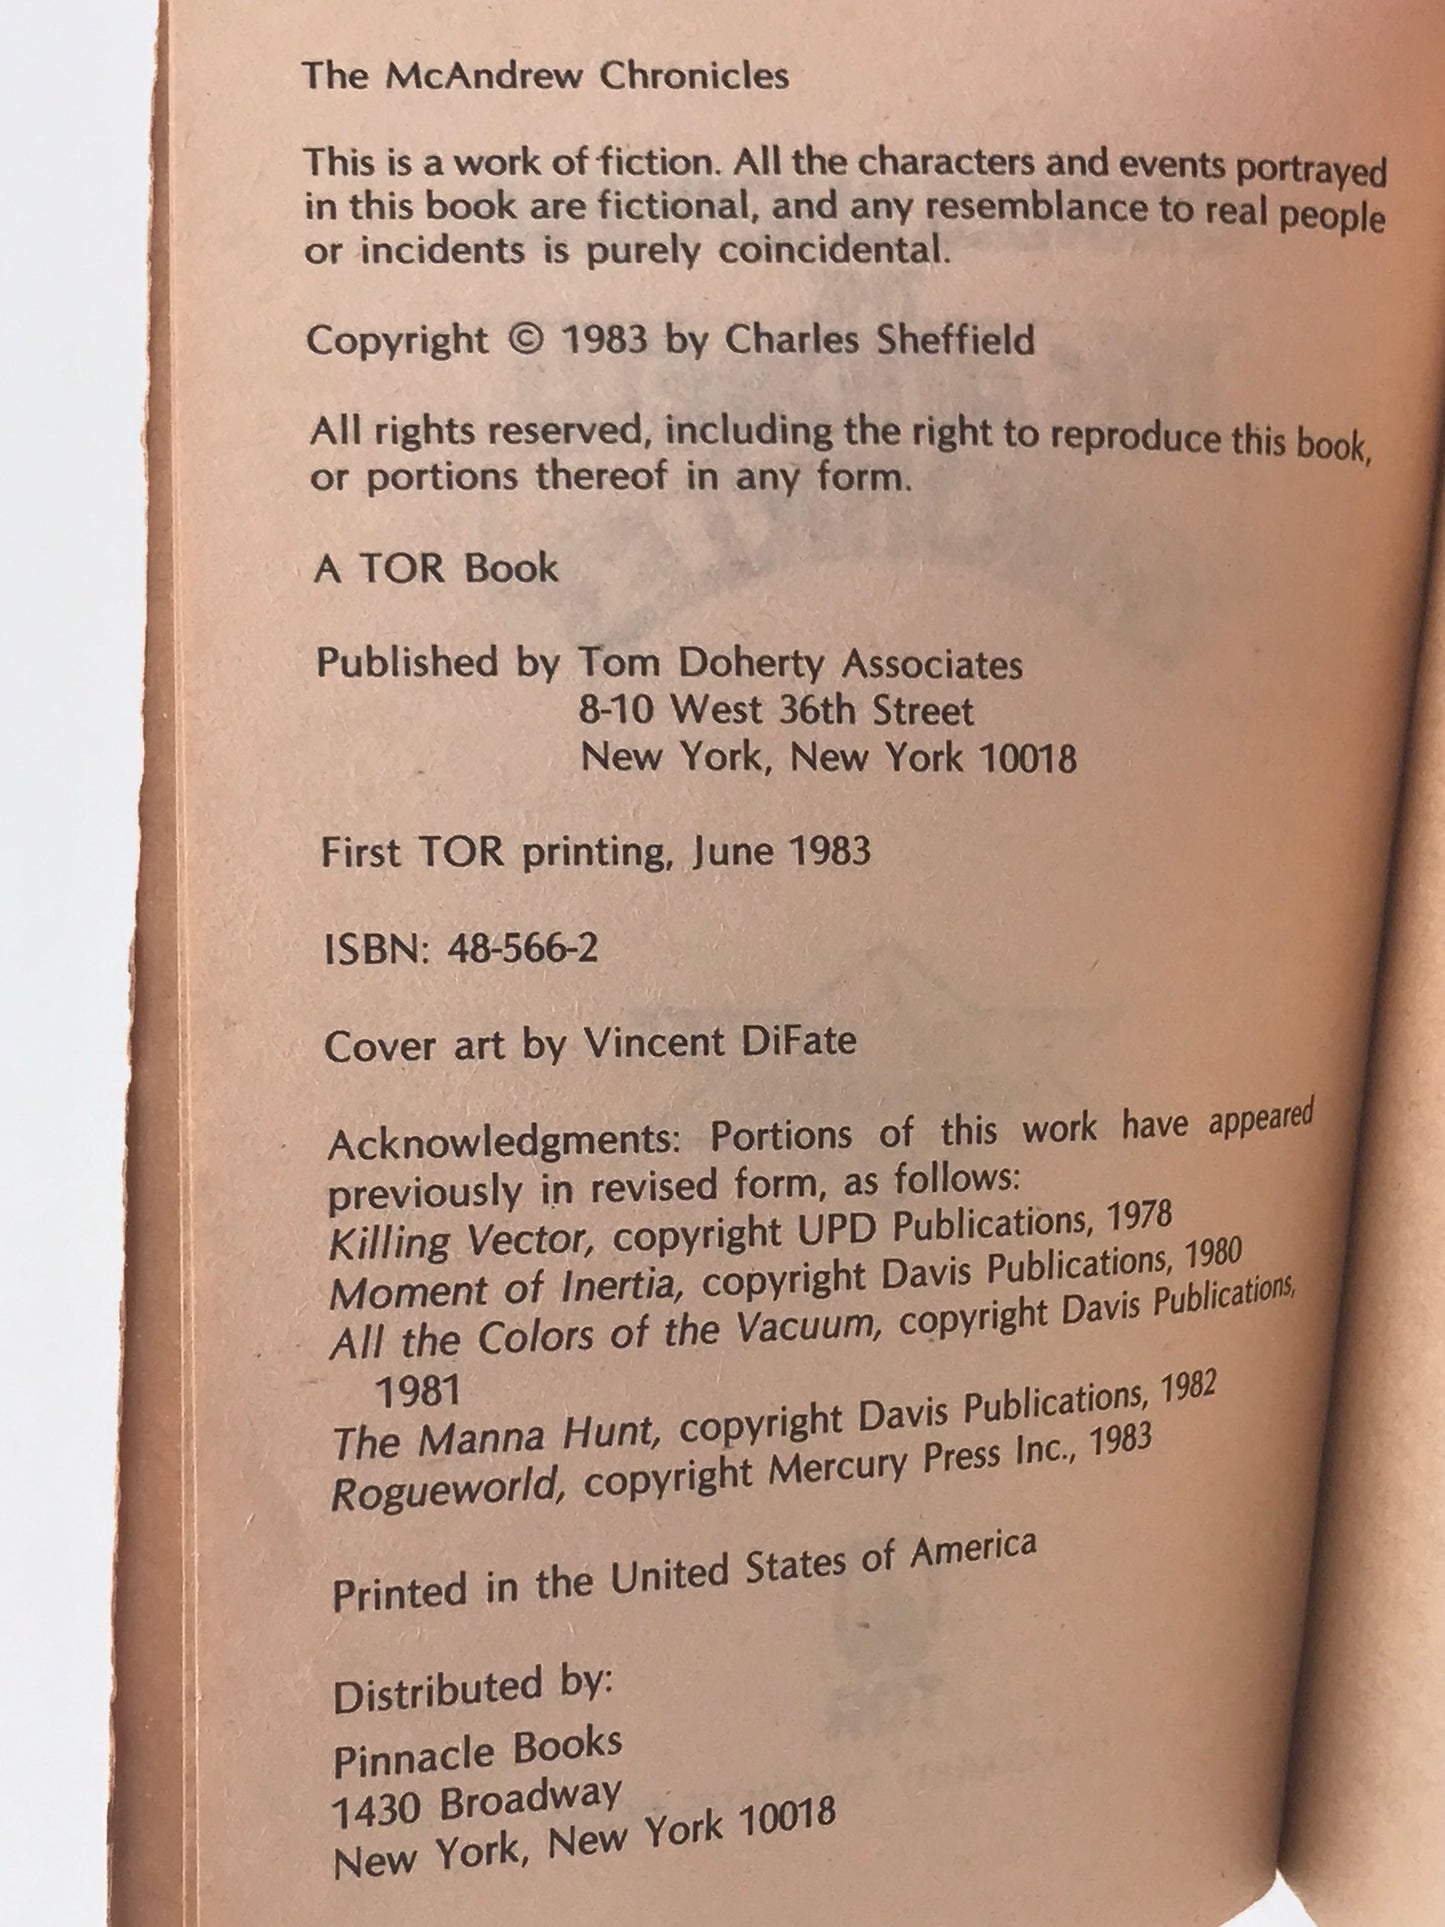 The McAndrew Chronicles
This is a work of fiction. All the characters and events portrayed
in this book are fictional, and any resemblance to real people
or incidents is purely coincidental.
Copyright © 1983 by Charles Sheffield
All rights reserved, including the right to reproduce this book,
or portions thereof in any form.
A TOR Book
Published by Tom Doherty Associates
8-10 West 36th Street
New York, New York 10018
First TOR printing, June 1983
ISBN: 48-566-2
Cover art by Vincent DiFate
Acknowledgments: Portions of this work have appeared
previously in revised form, as follows:
Killing Vector, copyright UPD Publications, 1978
Moment of Inertia, copyright Davis Publications, 1980
All the Colors of the Vacuum, copyright Davis Publications,
1981
The Manna Hunt, copyright Davis Publications, 1982
Rogueworld, copyright Mercury Press Inc., 1983
Printed in the United States of America
Distributed by:
Pinnacle Books
1430 Broadway
New York, New York 10018